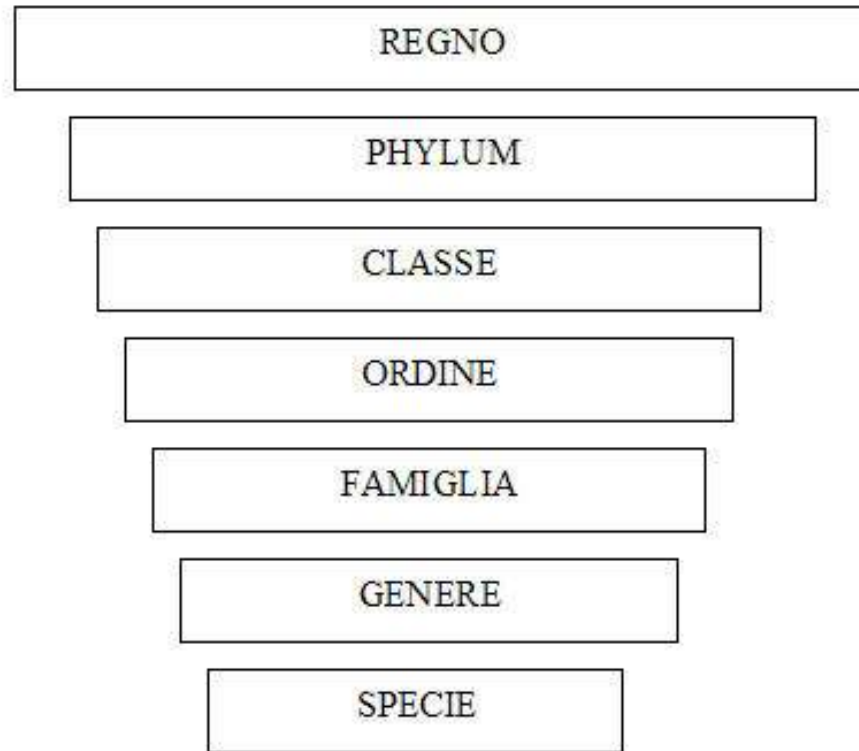 REGNO
PHYLUM
CLASSE
ORDINE
FAMIGLIA
GENERE
SPECIE